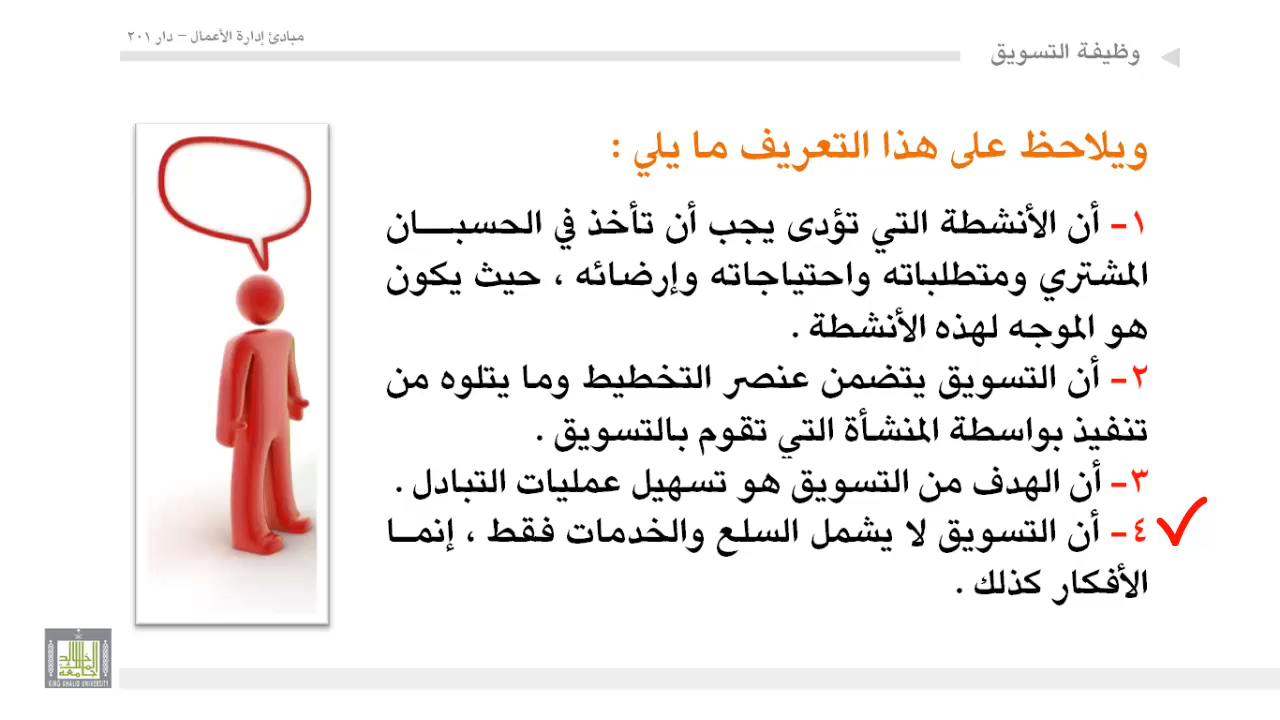 مبادئ إدارة الأعمال – دار ٢٠١
وظيفة التسويق
ويلاحظ على هذا التعريف ما يلي :
١- أن الأنشطة التي تؤدى يجب أن تأخذ في الحسبـــان
المشتري ومتطلباته واحتياجاته وإرضائه ، حيث يكون
هو الموجه لهذه الأنشطة .
٢- أن التسويق يتضمن عنصر التخطيط وما يتلوه من
تنفيذ بواسطة المنشأة التي تقوم بالتسويق .
٣- أن الهدف من التسويق هو تسهيل عمليات التبادل .
٤- أن التسويق لا يشمل السلع والخدمات فقط ، إنمــا
الأفكار كذلك .
جامعة الملك خالد
KING KHALID UNIVERSITY